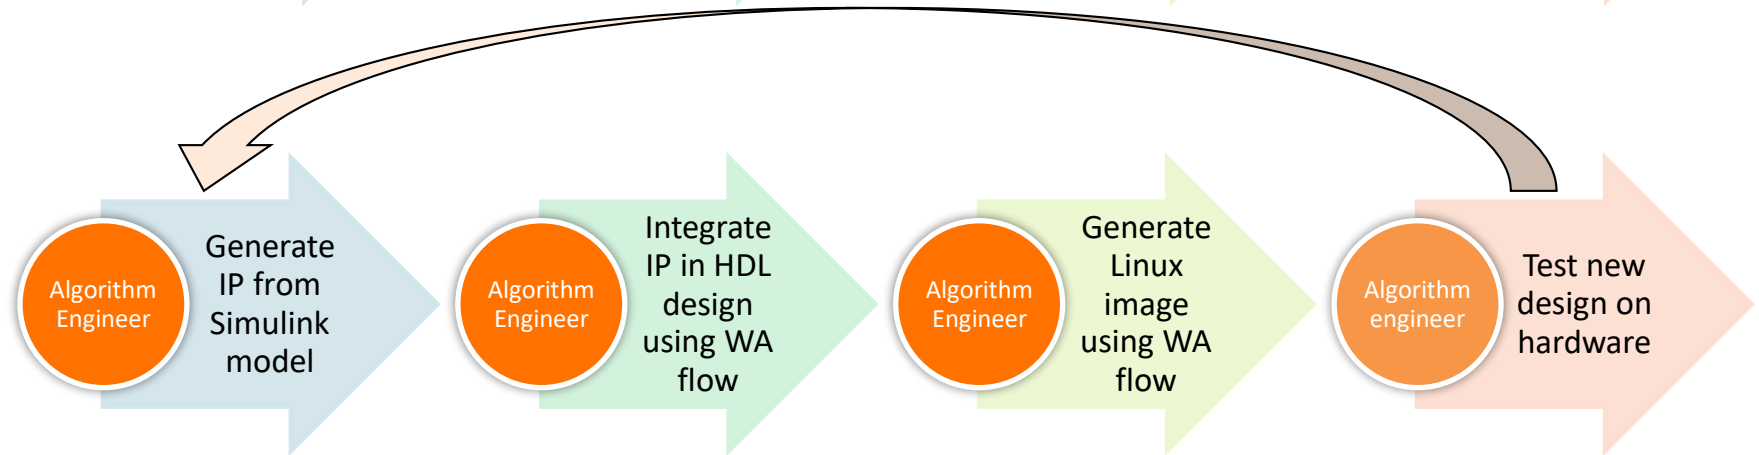 Algorithm
Engineer
Generate
IP from
Simulink
model
Algorithm
Engineer
Integrate
IP in HDL
design
using WA
flow
Algorithm
Engineer
Generate
Linux
image
using WA
flow
Algorithm
engineer
Test new
design on
hardware